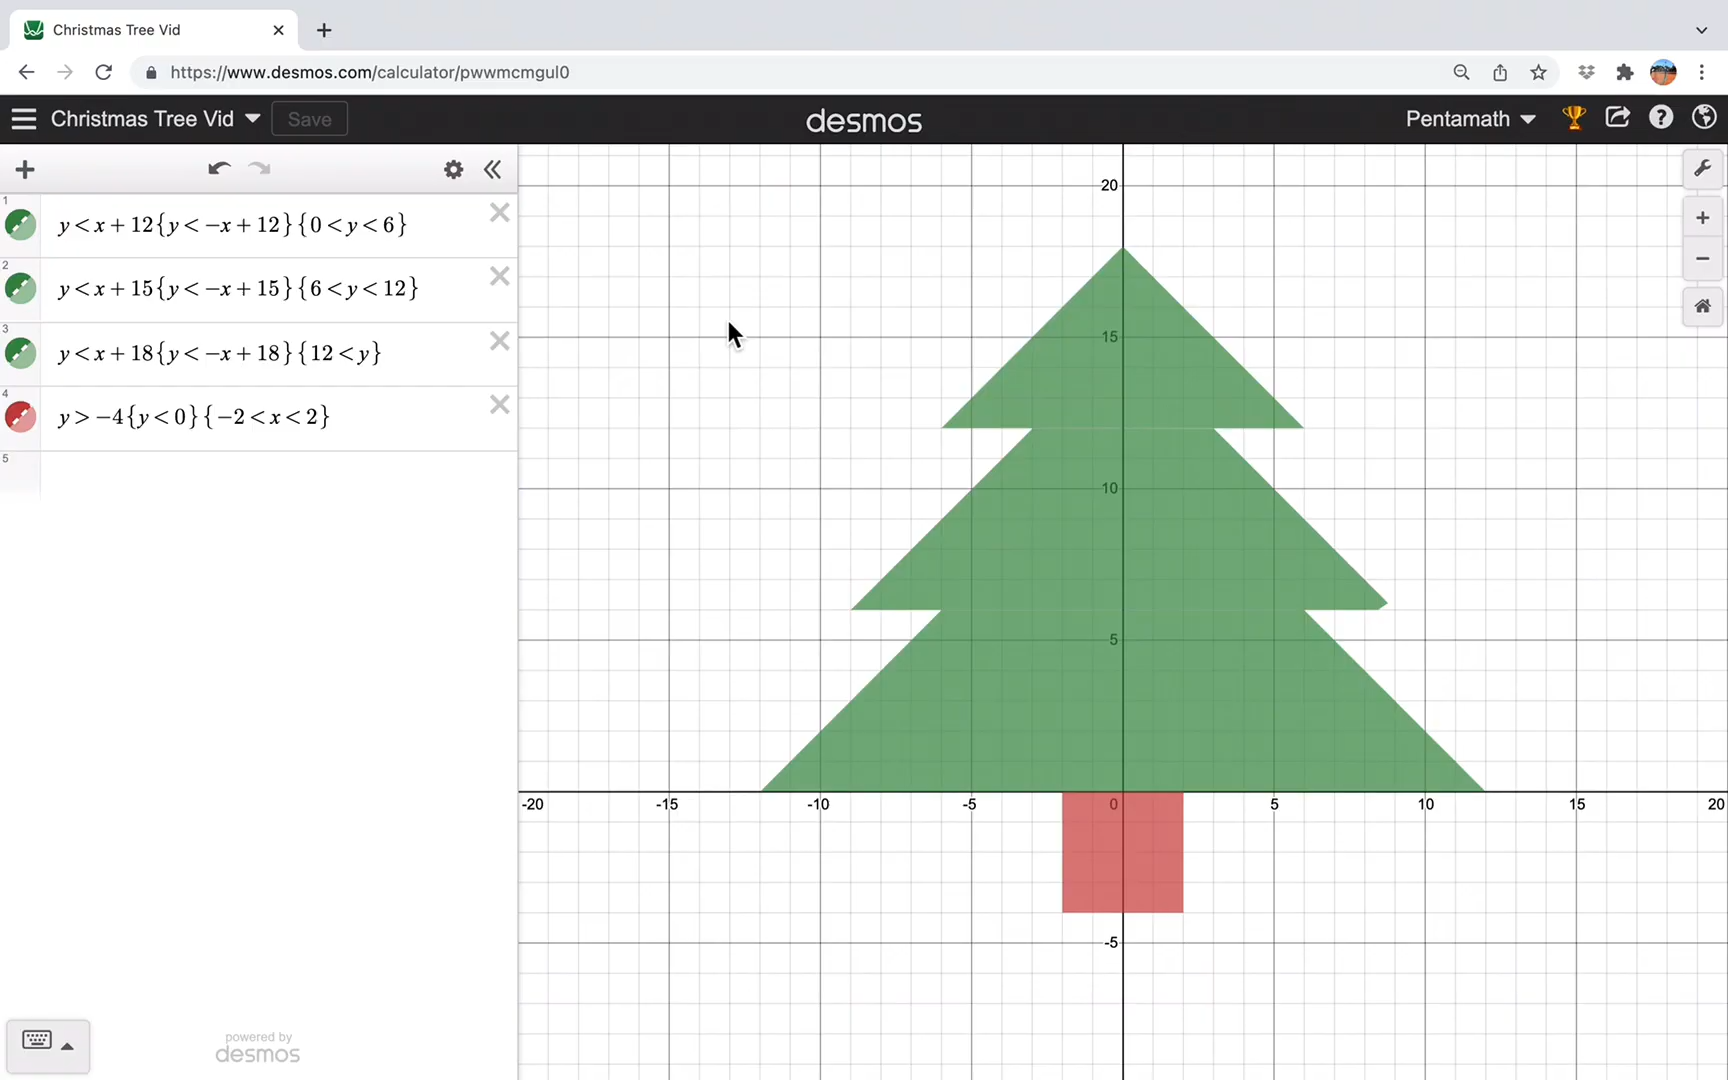 Christmas Tree Vid
https://www.desmos.com/calculator/pwwmcmgul0
Christmas Tree Vid
Save
desmos
Pentamath
1
y<x+12{y<−x+12}{0<y<6}
2
y<x+15{y<−x+15}{6<y<12}
3
y<x+18{y<−x+18}{12<y}
4
y>−4{y<0}{−2<x<2}
5
powered by
desmos
20
15
10
5
-20 -15 -10 -5 0 5 10 15 20
-5